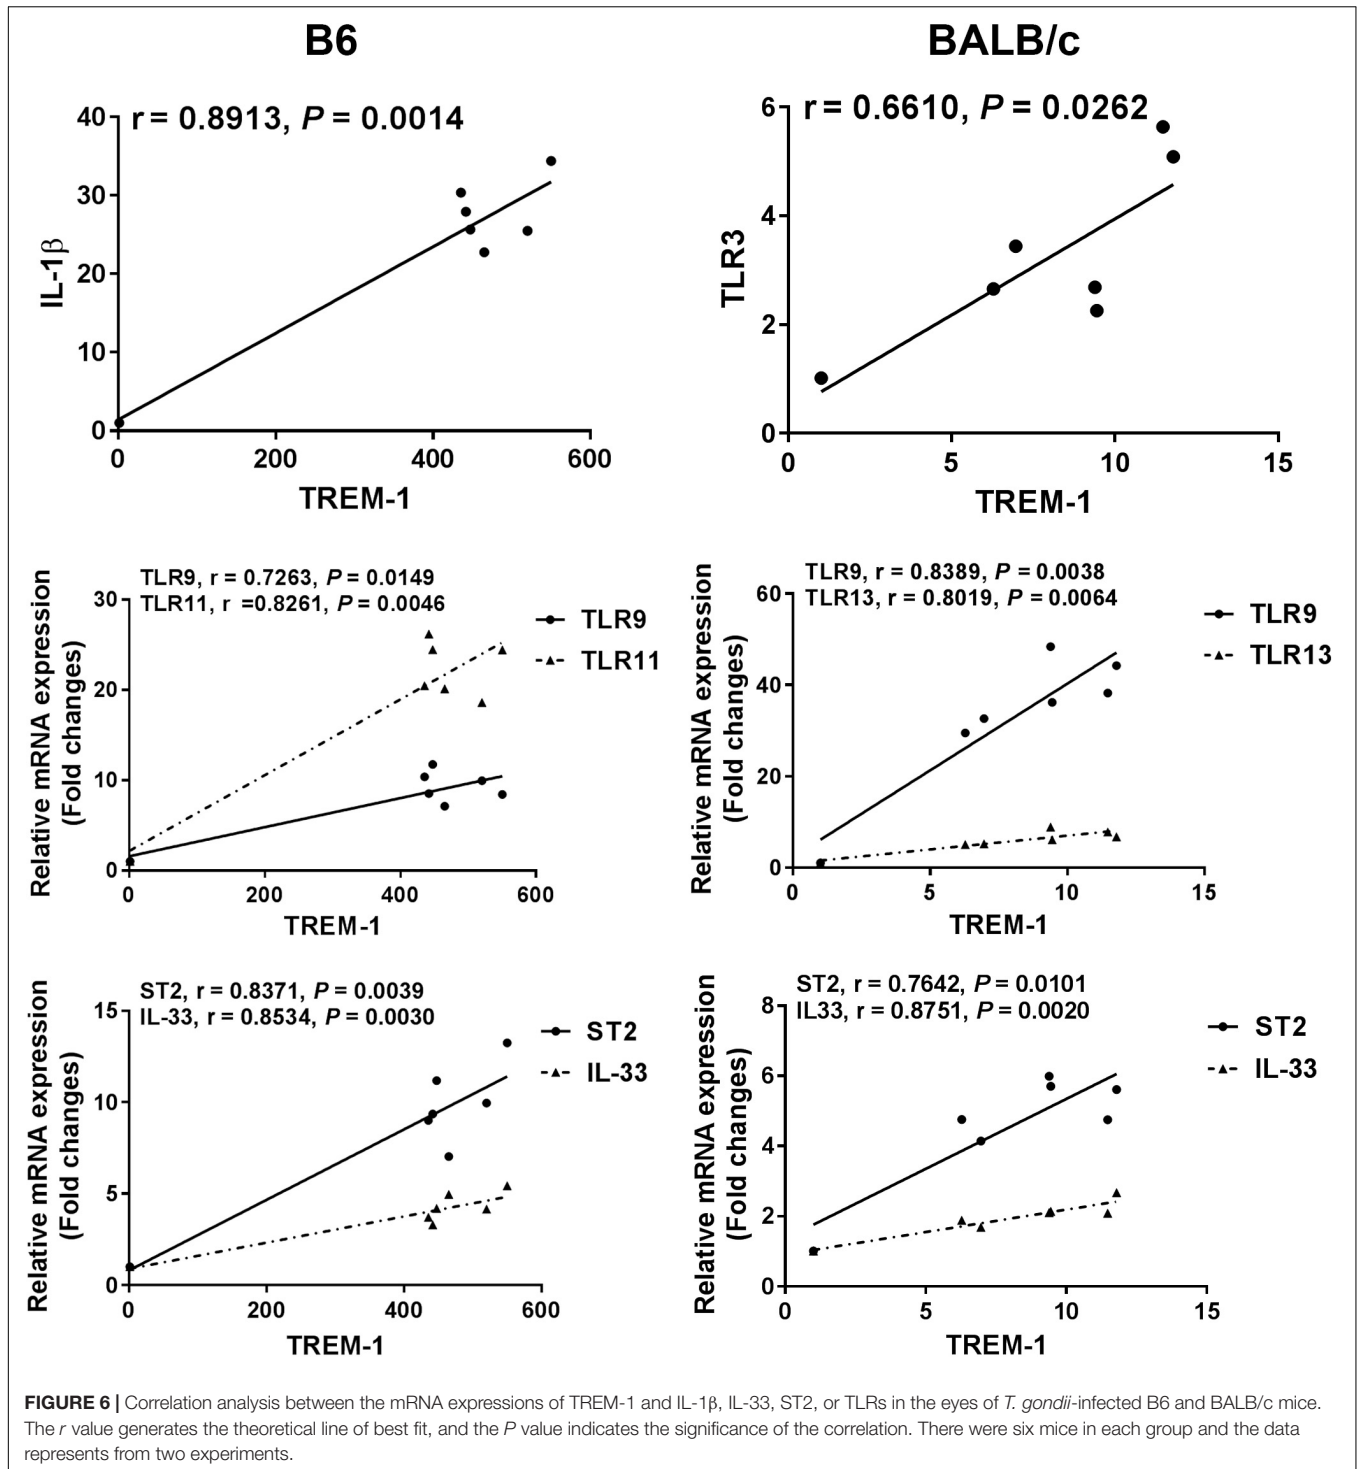 B6
BALB/c
r = 0.8913, P = 0.0014
40
30
20
10
0
IL-1β
0 200 400 600
TREM-1
r = 0.6610, P = 0.0262
6
4
2
0
TLR3
0 5 10 15
TREM-1
TLR9, r = 0.7263, P = 0.0149
TLR11, r =0.8261, P = 0.0046
30
20
10
0
Relative mRNA expression
(Fold changes)
0 200 400 600
TREM-1
TLR9
TLR11
TLR9, r = 0.8389, P = 0.0038
TLR13, r = 0.8019, P = 0.0064
60
40
20
0
Relative mRNA expression
(Fold changes)
0 5 10 15
TREM-1
TLR9
TLR13
ST2, r = 0.8371, P = 0.0039
IL-33, r = 0.8534, P = 0.0030
15
10
5
0
Relative mRNA expression
(Fold changes)
0 200 400 600
TREM-1
ST2
IL-33
ST2, r = 0.7642, P = 0.0101
IL33, r = 0.8751, P = 0.0020
8
6
4
2
0
Relative mRNA expression
(Fold changes)
0 5 10 15
TREM-1
ST2
IL-33
FIGURE 6 | Correlation analysis between the mRNA expressions of TREM-1 and IL-1β, IL-33, ST2, or TLRs in the eyes of T. gondii-infected B6 and BALB/c mice.
The r value generates the theoretical line of best fit, and the P value indicates the significance of the correlation. There were six mice in each group and the data
represents from two experiments.